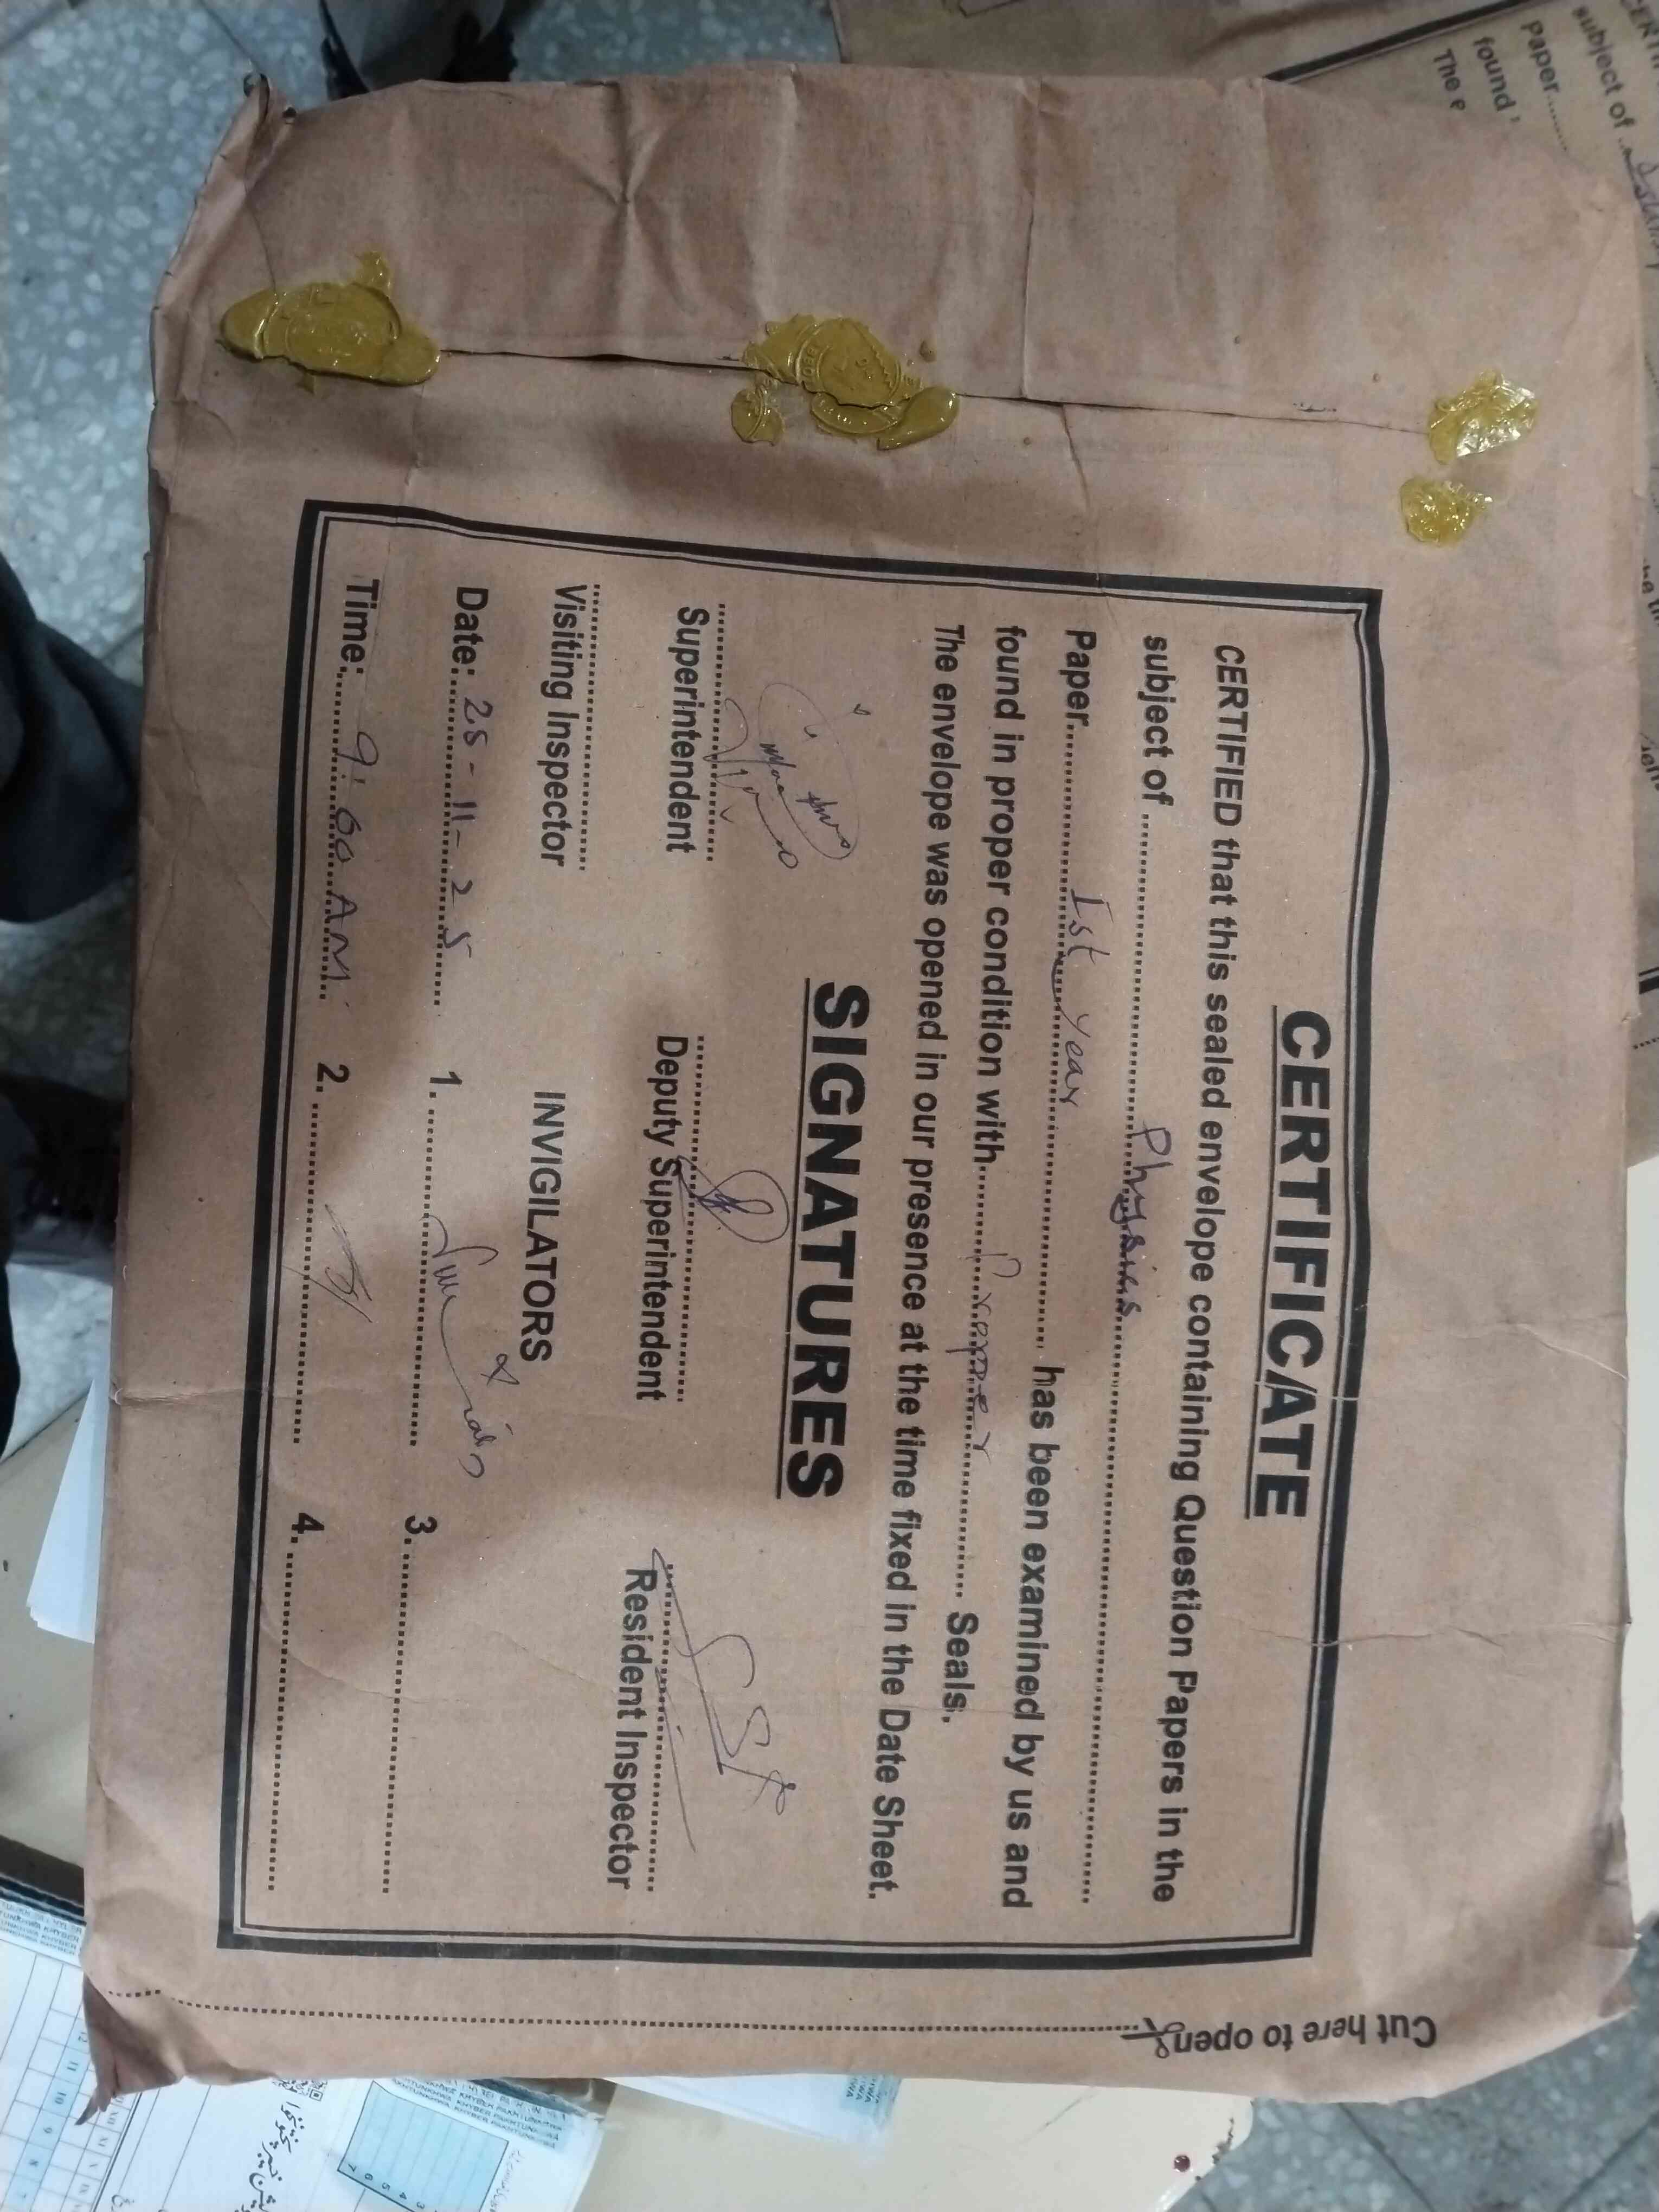 CERTIFICATE
CERTIFIED that this sealed envelope containing Question Papers in the
subject of ........ Physics ........
Paper........ Ist year ........ has been examined by us and
found in proper condition with........ Proper ........ Seals.
The envelope was opened in our presence at the time fixed in the Date Sheet.
SIGNATURES
Superintendent Deputy Superintendent Resident Inspector
Visiting Inspector INVIGILATORS
Date: 25-11-25 1. 3.
Time: 9:00 AM 2. 4.
Cut here to open
subject of
Paper
found
The e